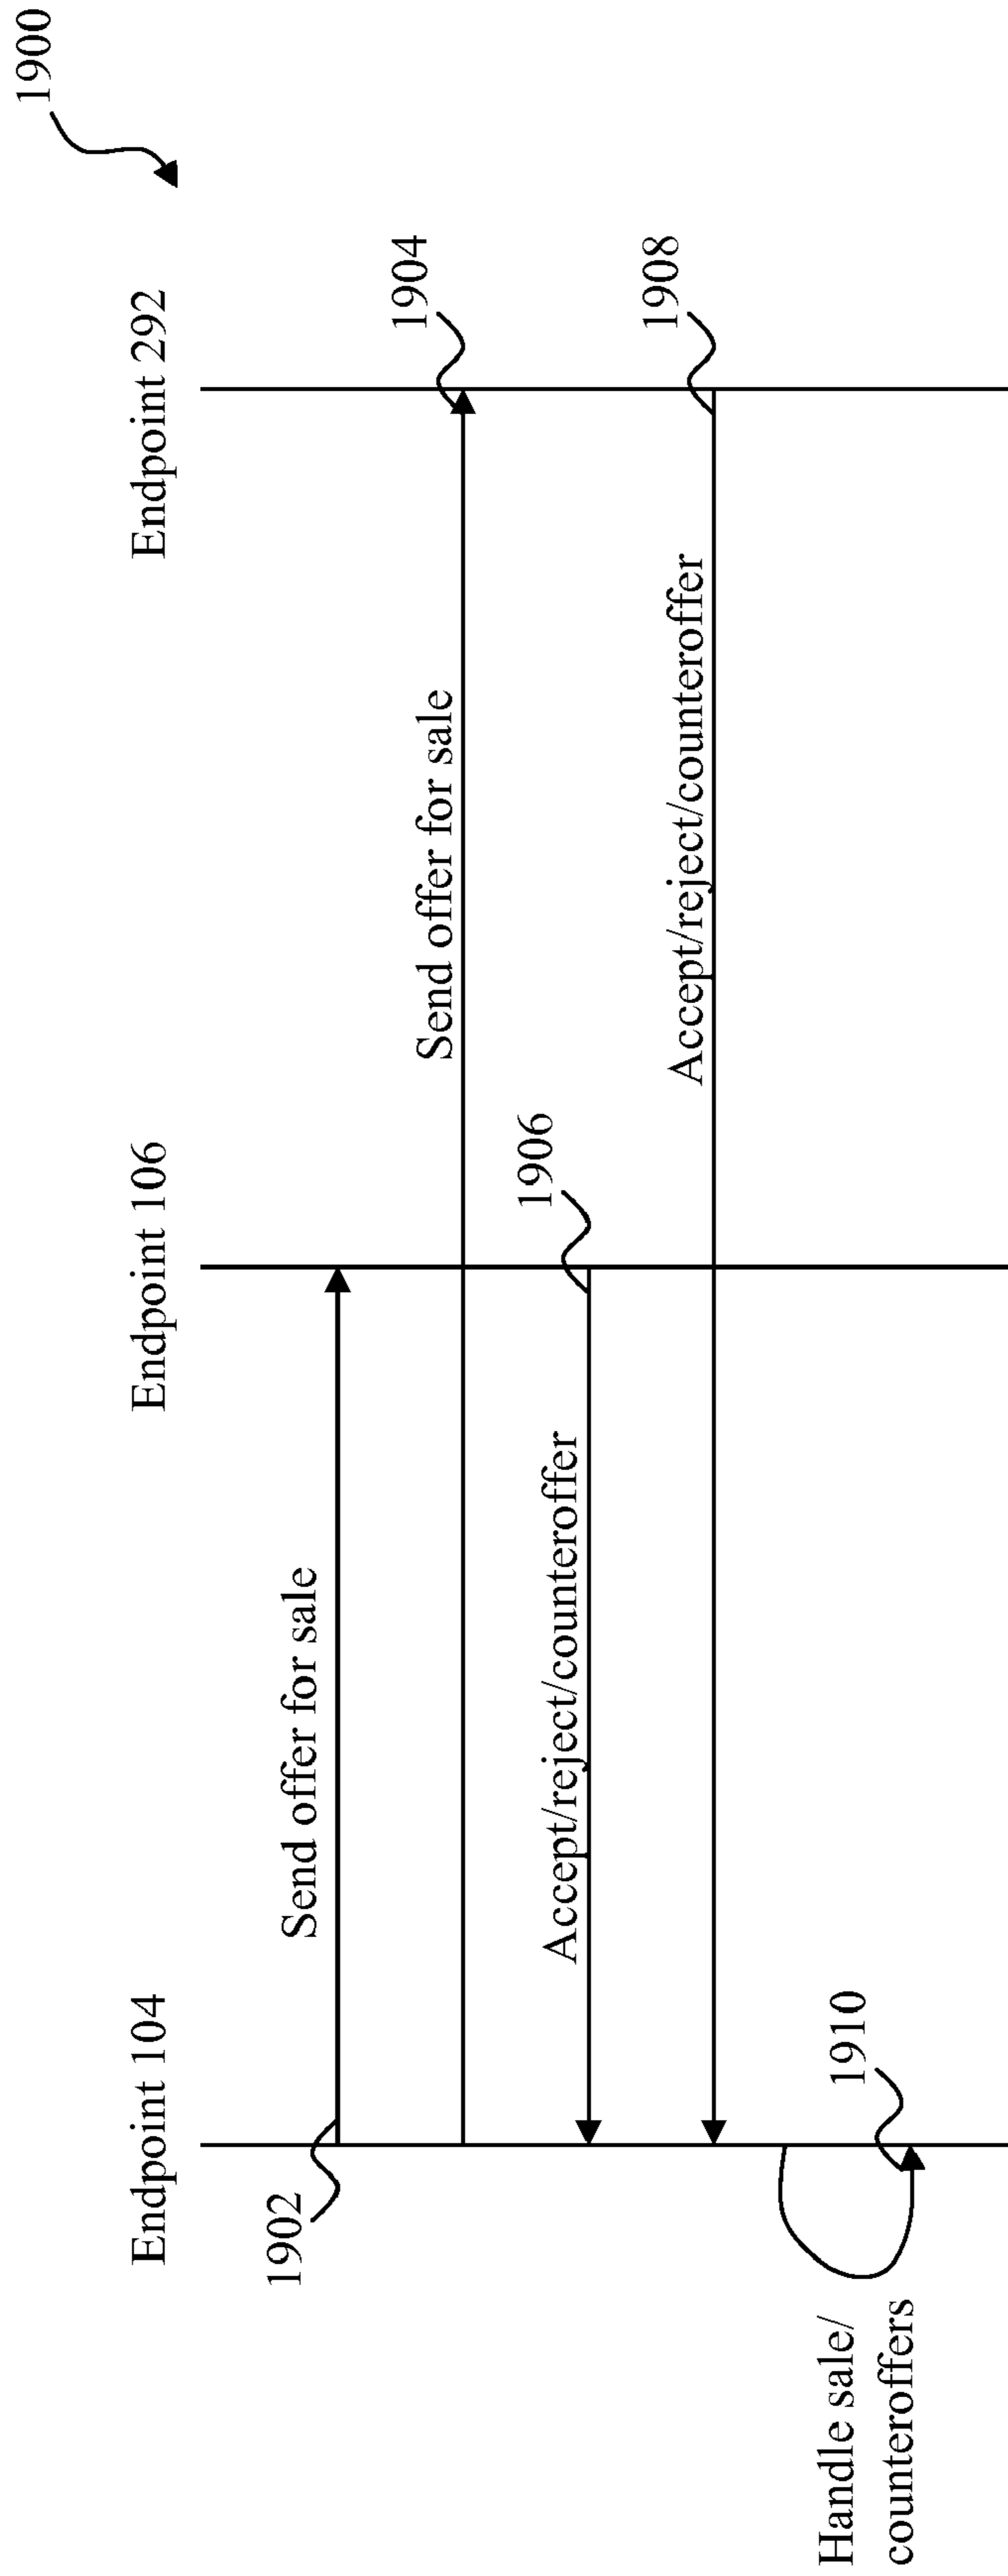 1900
Endpoint 104
Endpoint 106
Endpoint 292
1902
Send offer for sale
Send offer for sale
1904
Accept/reject/counteroffer
1906
Accept/reject/counteroffer
1908
Handle sale/
counteroffers
1910